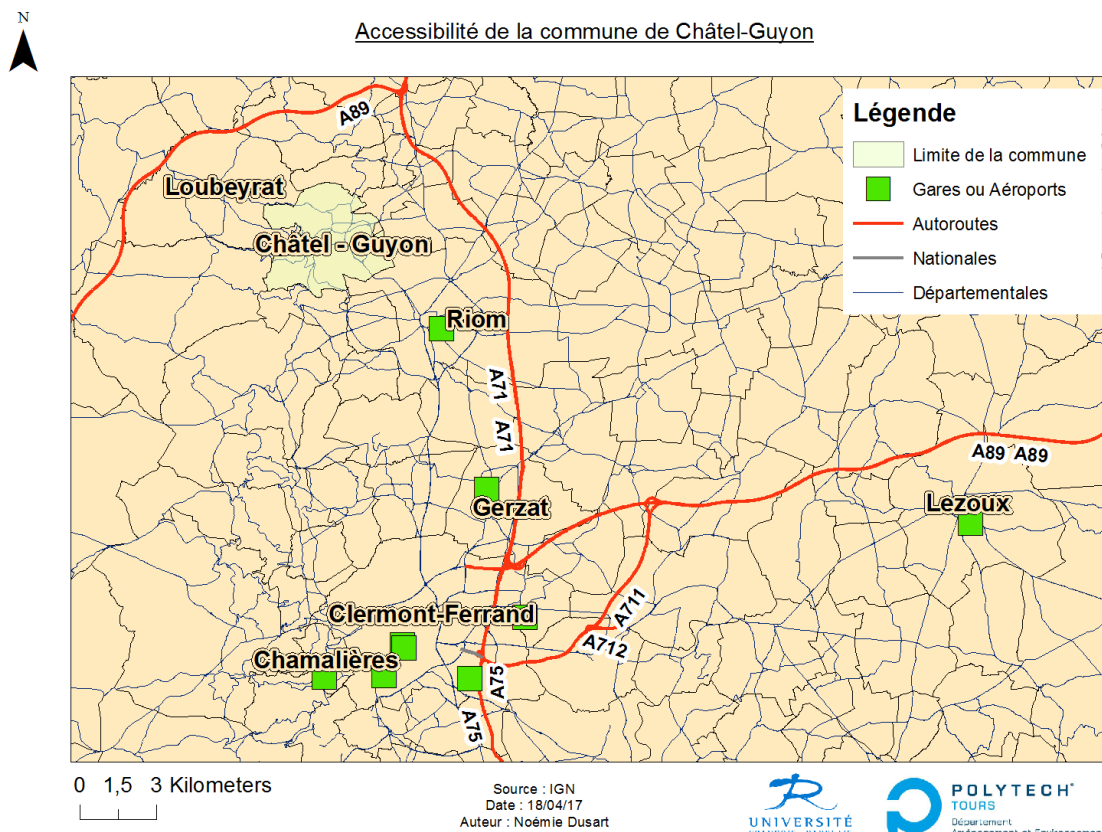 N
Accessibilité de la commune de Châtel-Guyon
A89
Légende
Limite de la commune
Gares ou Aéroports
Autoroutes
Nationales
Départementales
Loubeyrat
Châtel - Guyon
Riom
A71
A71
A89 A89
Gerzat
Lezoux
Clermont-Ferrand
A711
A712
Chamalières
A75
A75
0 1,5 3 Kilometers
Source : IGN
Date : 18/04/17
Auteur : Noémie Dusart
UNIVERSITÉ
POLYTECH®
TOURS
Département